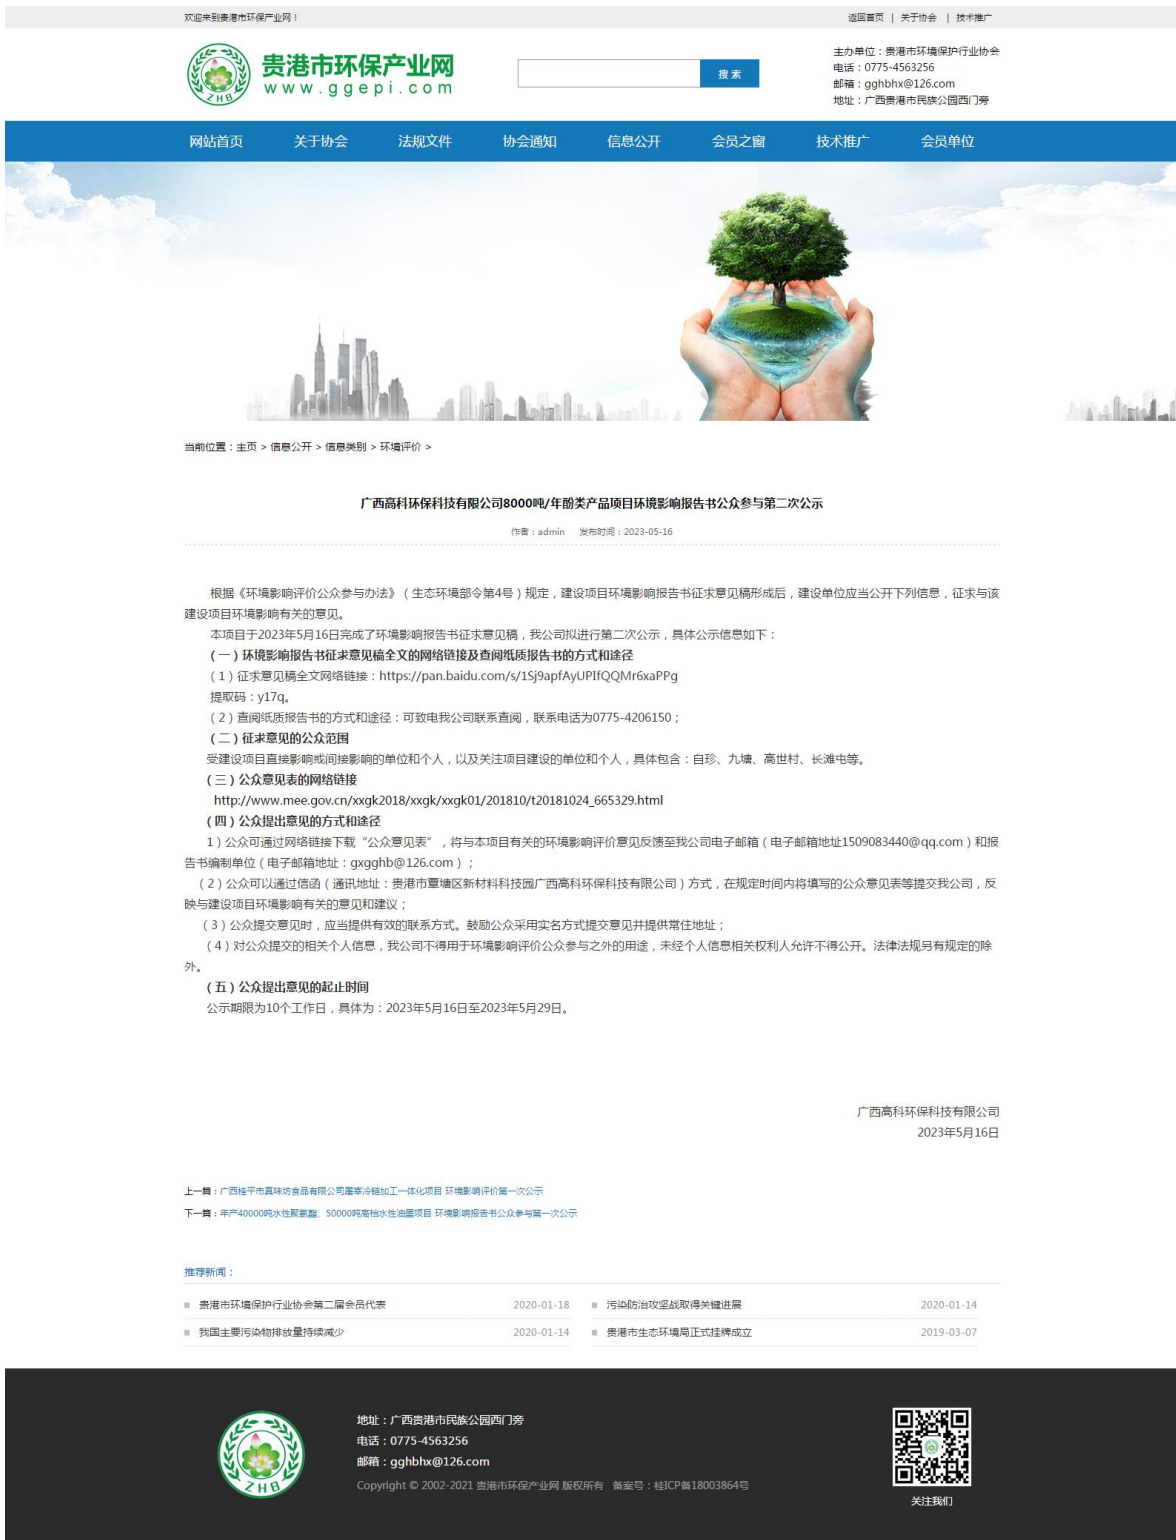 欢迎来到贵港市环保产业网！
返回首页 | 关于协会 | 技术推广
贵港市环保产业网
www.ggepi.com
ZHB
搜 索
主办单位：贵港市环境保护行业协会
电话：0775-4563256
邮箱：gghbhx@126.com
地址：广西贵港市民族公园西门旁
网站首页 关于协会 法规文件 协会通知 信息公开 会员之窗 技术推广 会员单位
当前位置：主页 > 信息公开 > 信息类别 > 环境评价 >
广西高科环保科技有限公司8000吨/年酚类产品项目环境影响报告书公众参与第二次公示
作者：admin 发布时间：2023-05-16
根据《环境影响评价公众参与办法》（生态环境部令第4号）规定，建设项目环境影响报告书征求意见稿形成后，建设单位应当公开下列信息，征求与该
建设项目环境影响有关的意见。
本项目于2023年5月16日完成了环境影响报告书征求意见稿，我公司拟进行第二次公示，具体公示信息如下：
（一）环境影响报告书征求意见稿全文的网络链接及查阅纸质报告书的方式和途径
（1）征求意见稿全文网络链接：https://pan.baidu.com/s/1Sj9apfAyUPIfQQMr6xaPPg
提取码：y17q。
（2）查阅纸质报告书的方式和途径：可致电我公司联系查阅，联系电话为0775-4206150；
（二）征求意见的公众范围
受建设项目直接影响或间接影响的单位和个人，以及关注项目建设的单位和个人，具体包含：自珍、九塘、高世村、长滩屯等。
（三）公众意见表的网络链接
http://www.mee.gov.cn/xxgk2018/xxgk/xxgk01/201810/t20181024_665329.html
（四）公众提出意见的方式和途径
1）公众可通过网络链接下载“公众意见表”，将与本项目有关的环境影响评价意见反馈至我公司电子邮箱（电子邮箱地址1509083440@qq.com）和报
告书编制单位（电子邮箱地址：gxgghb@126.com）；
（2）公众可以通过信函（通讯地址：贵港市覃塘区新材料科技园广西高科环保科技有限公司）方式，在规定时间内将填写的公众意见表等提交我公司，反
映与建设项目环境影响有关的意见和建议；
（3）公众提交意见时，应当提供有效的联系方式。鼓励公众采用实名方式提交意见并提供常住地址；
（4）对公众提交的相关个人信息，我公司不得用于环境影响评价公众参与之外的用途，未经个人信息相关权利人允许不得公开。法律法规另有规定的除
外。
（五）公众提出意见的起止时间
公示期限为10个工作日，具体为：2023年5月16日至2023年5月29日。
广西高科环保科技有限公司
2023年5月16日
上一篇：广西桂平市真味坊食品有限公司屠宰冷链加工一体化项目 环境影响评价第一次公示
下一篇：年产40000吨水性聚氨酯、50000吨高档水性油墨项目 环境影响报告书公众参与第一次公示
推荐新闻：
贵港市环境保护行业协会第二届会员代表 2020-01-18
污染防治攻坚战取得关键进展 2020-01-14
我国主要污染物排放量持续减少 2020-01-14
贵港市生态环境局正式挂牌成立 2019-03-07
ZHB
地址：广西贵港市民族公园西门旁
电话：0775-4563256
邮箱：gghbhx@126.com
Copyright © 2002-2021 贵港市环保产业网 版权所有 备案号：桂ICP备18003864号
关注我们